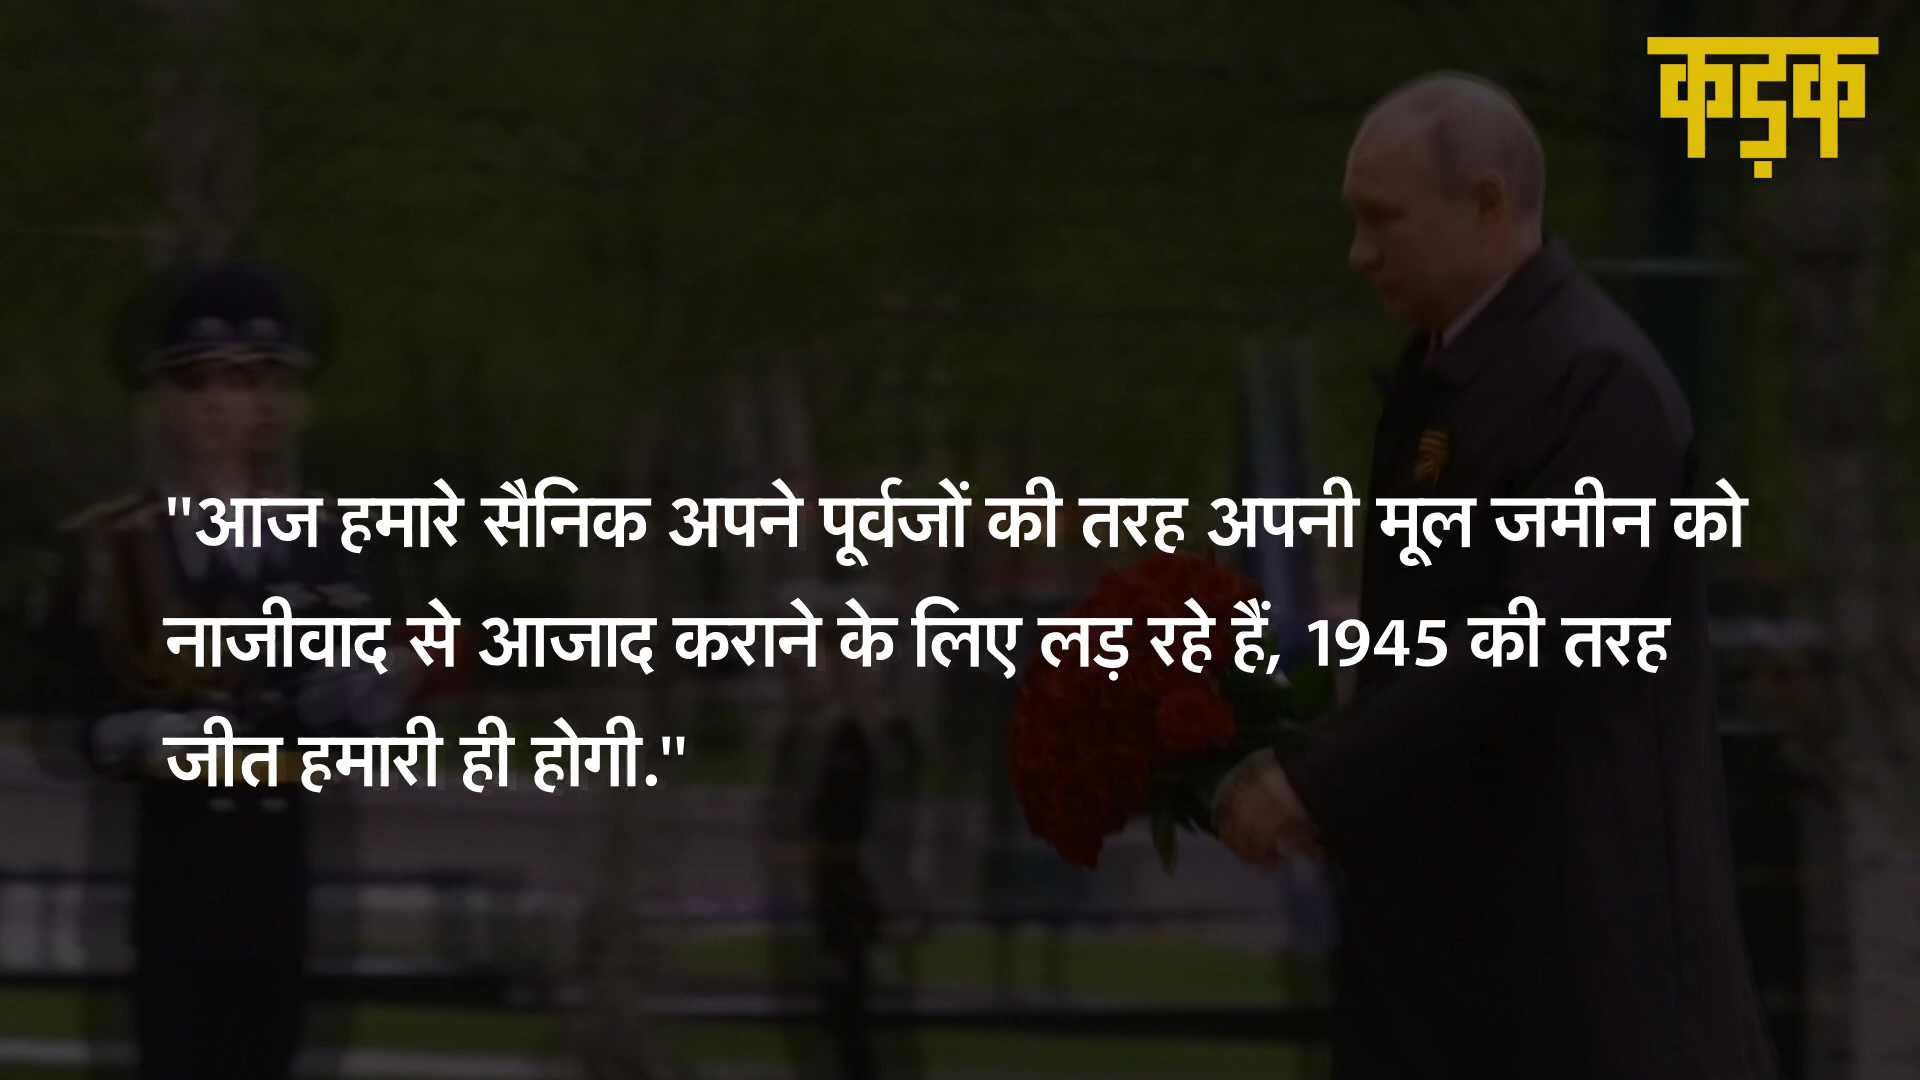 कड़क
"आज हमारे सैनिक अपने पूर्वजों की तरह अपनी मूल जमीन को
नाजीवाद से आजाद कराने के लिए लड़ रहे हैं, 1945 की तरह
जीत हमारी ही होगी."